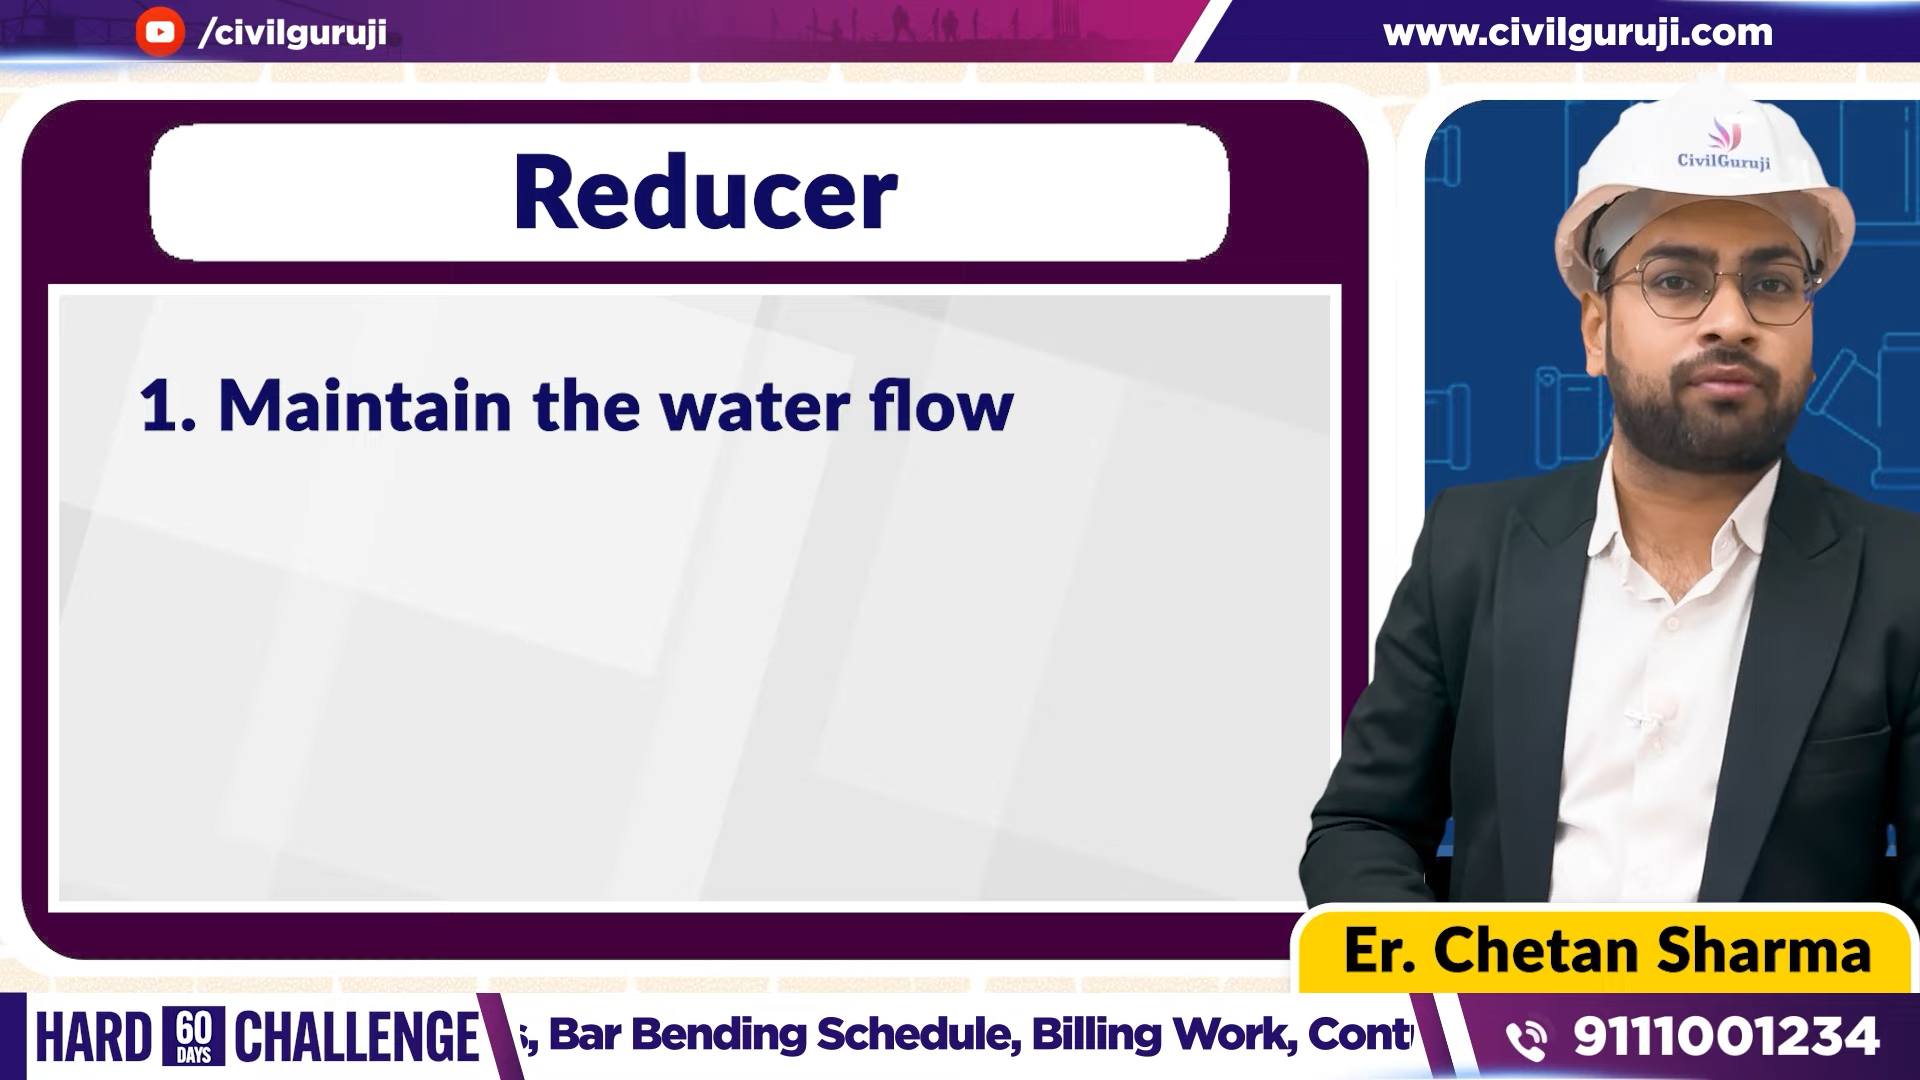 /civilguruji
www.civilguruji.com
CivilGuruji
Reducer
1. Maintain the water flow
Er. Chetan Sharma
HARD 60 DAYS CHALLENGE
, Bar Bending Schedule, Billing Work,
9111001234